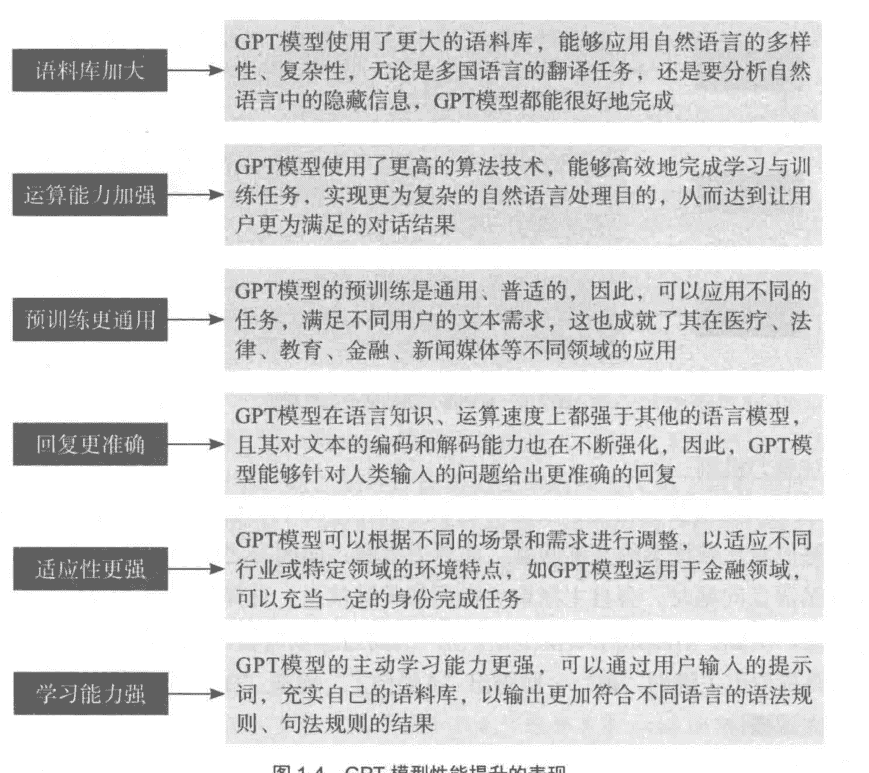 语料库加大
GPT模型使用了更大的语料库，能够应用自然语言的多样
性、复杂性，无论是多国语言的翻译任务，还是要分析自然
语言中的隐藏信息，GPT模型都能很好地完成
运算能力加强
GPT模型使用了更高的算法技术，能够高效地完成学习与训
练任务，实现更为复杂的自然语言处理目的，从而达到让用
户更为满足的对话结果
预训练更通用
GPT模型的预训练是通用、普适的，因此，可以应用不同的
任务，满足不同用户的文本需求，这也成就了其在医疗、法
律、教育、金融、新闻媒体等不同领域的应用
回复更准确
GPT模型在语言知识、运算速度上都强于其他的语言模型，
且其对文本的编码和解码能力也在不断强化，因此，GPT模
型能够针对人类输入的问题给出更准确的回复
适应性更强
GPT模型可以根据不同的场景和需求进行调整，以适应不同
行业或特定领域的环境特点，如GPT模型运用于金融领域，
可以充当一定的身份完成任务
学习能力强
GPT模型的主动学习能力更强，可以通过用户输入的提示
词，充实自己的语料库，以输出更加符合不同语言的语法规
则、句法规则的结果
图 1.4 GPT 模型性能提升的表现